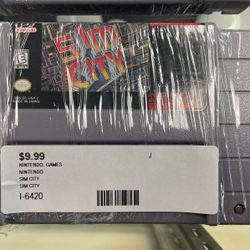 SIM
CITY
E
$9.99
J
NINTENDO, GAMES
NINTENDO
SIM CITY
SIM CITY
I-6420